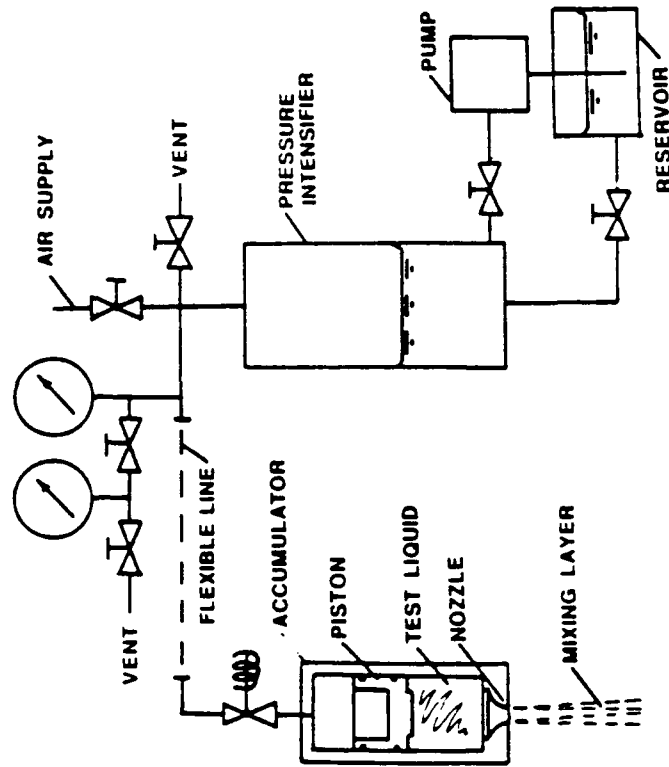 AIR SUPPLY
VENT
VENT
FLEXIBLE LINE
PRESSURE
INTENSIFIER
PUMP
RESERVOIR
ACCUMULATOR
PISTON
TEST LIQUID
NOZZLE
MIXING LAYER